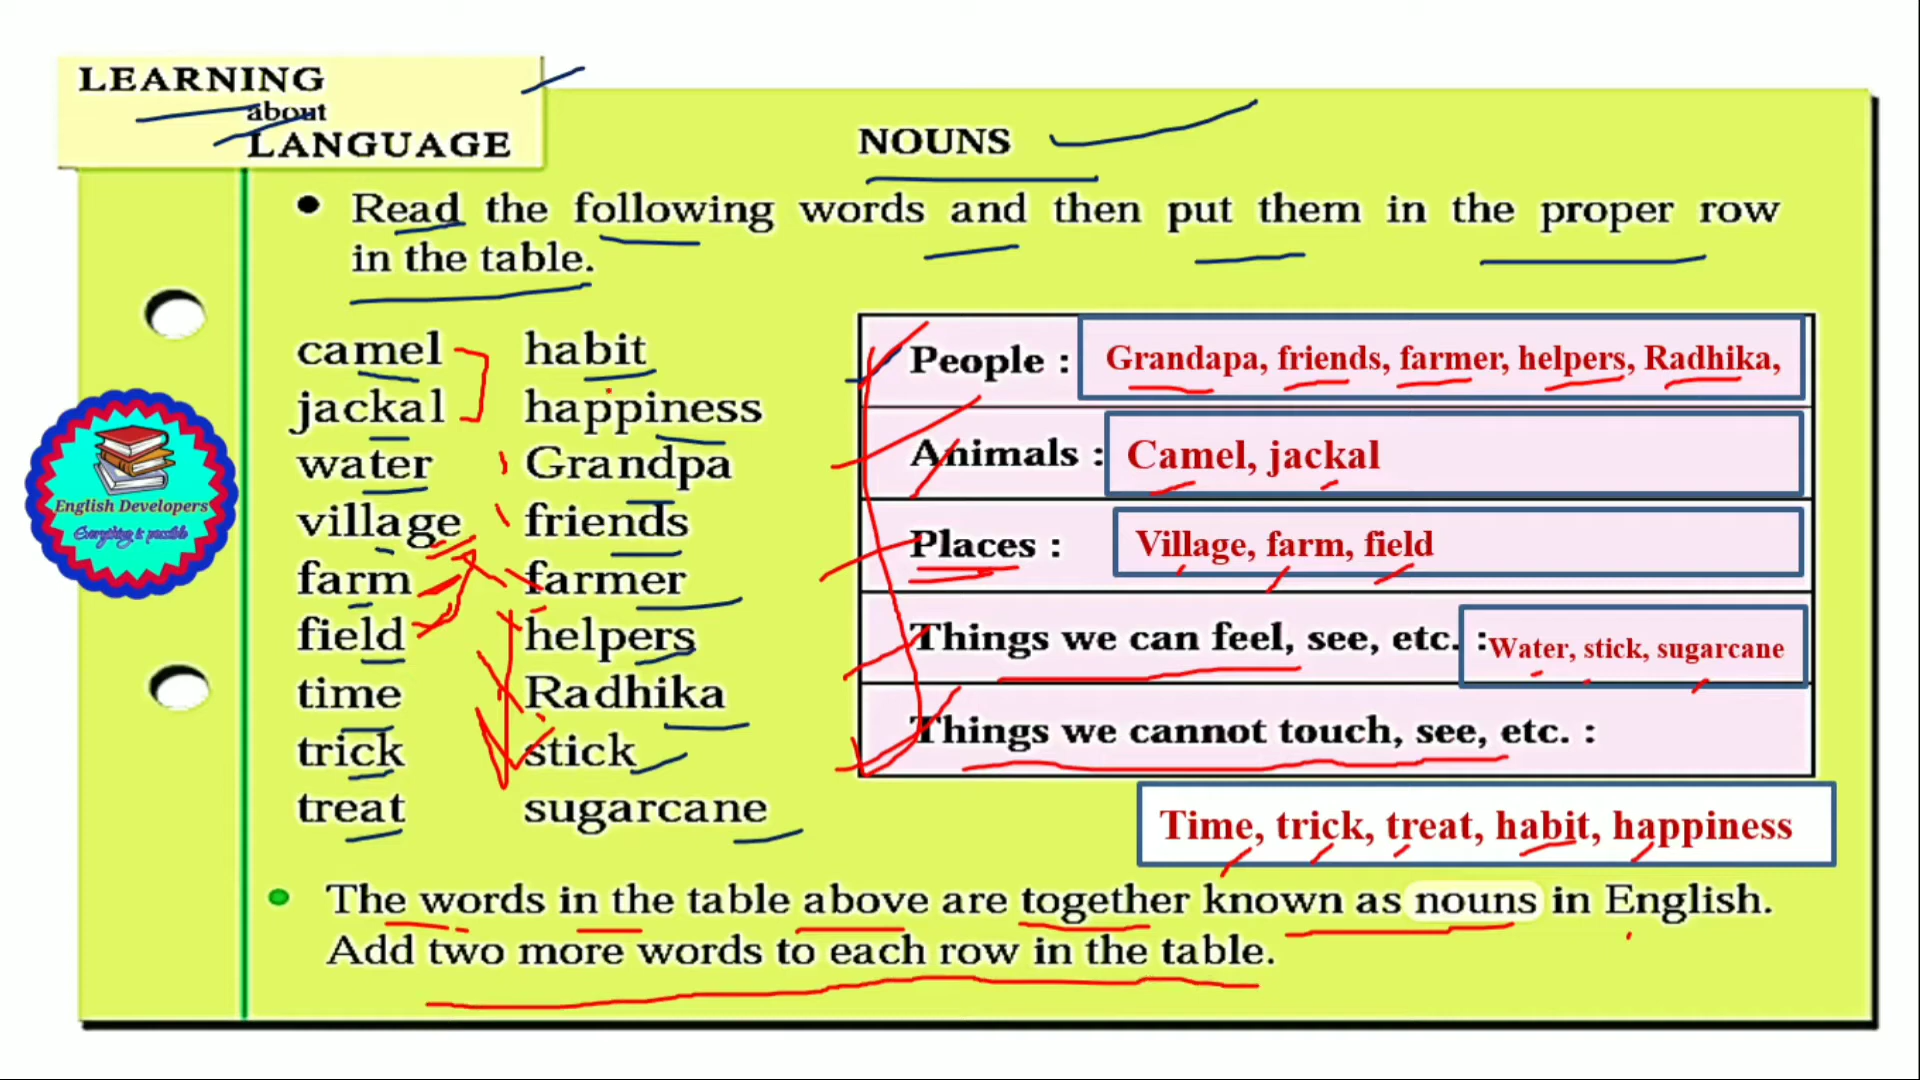 LEARNING
about
LANGUAGE
NOUNS
• Read the following words and then put them in the proper row
in the table.
camel habit
jackal happiness
water Grandpa
village friends
farm farmer
field helpers
time Radhika
trick stick
treat sugarcane
People : Grandapa, friends, farmer, helpers, Radhika,
Animals : Camel, jackal
Places : Village, farm, field
Things we can feel, see, etc. : Water, stick, sugarcane
Things we cannot touch, see, etc. :
Time, trick, treat, habit, happiness
English Developers
Everything is possible
• The words in the table above are together known as nouns in English.
Add two more words to each row in the table.